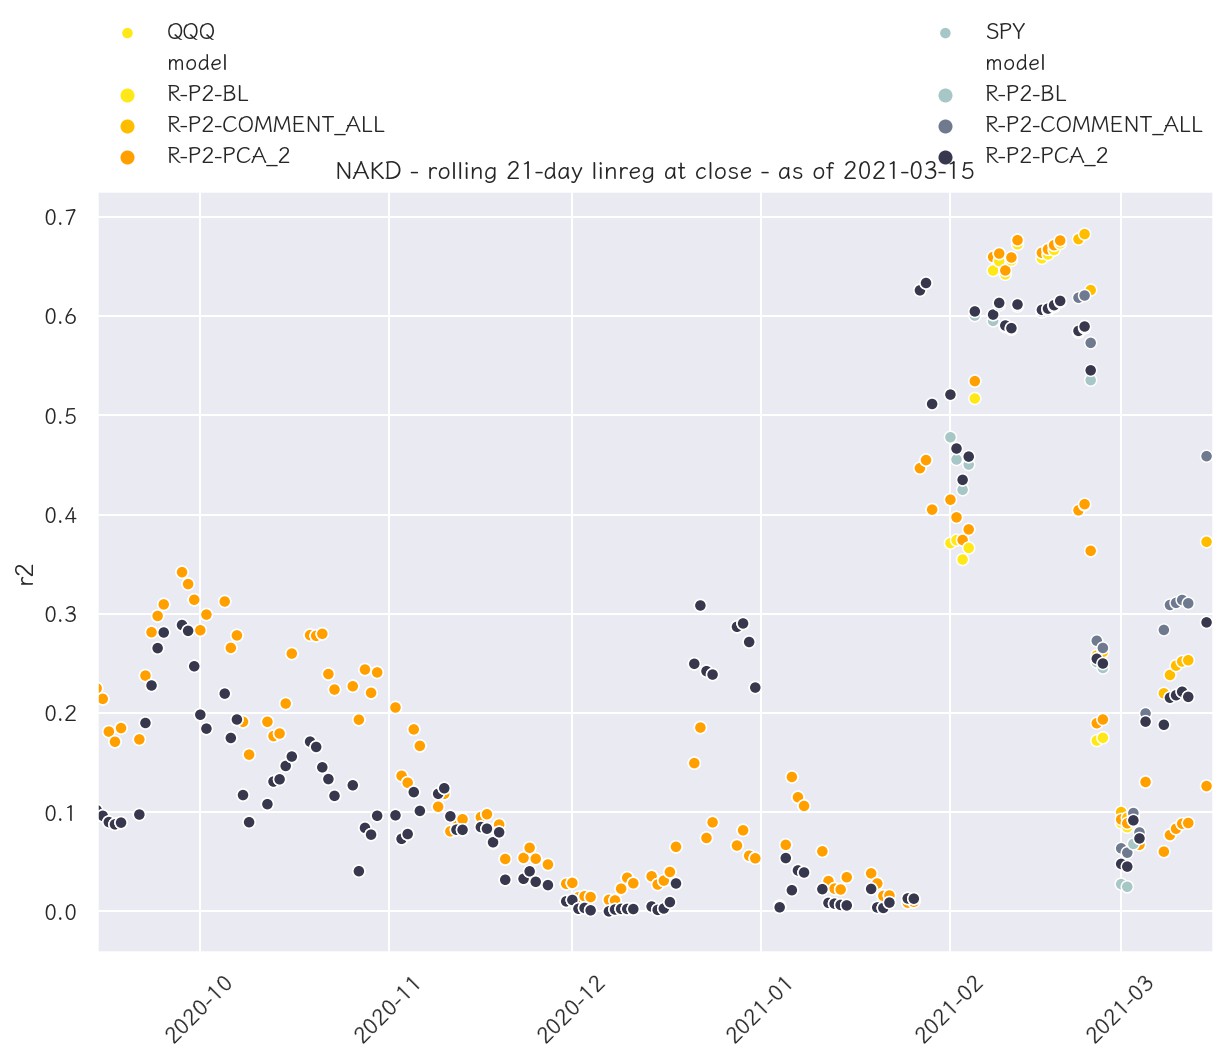 QQQ
model
R-P2-BL
R-P2-COMMENT_ALL
R-P2-PCA_2
SPY
model
R-P2-BL
R-P2-COMMENT_ALL
R-P2-PCA_2
NAKD - rolling 21-day linreg at close - as of 2021-03-15
0.7
0.6
0.5
0.4
0.3
0.2
0.1
0.0
r2
2020-10
2020-11
2020-12
2021-01
2021-02
2021-03